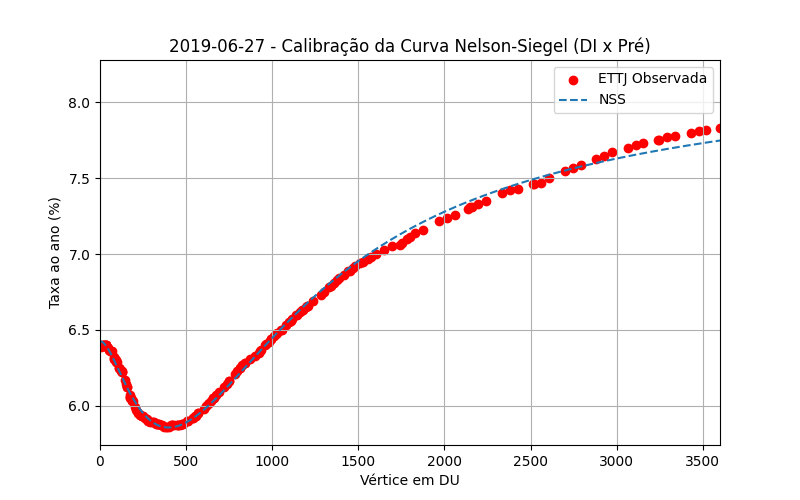 2019-06-27 - Calibração da Curva Nelson-Siegel (DI x Pré)
ETTJ Observada
NSS
8.0
7.5
7.0
6.5
6.0
Taxa ao ano (%)
0 500 1000 1500 2000 2500 3000 3500
Vértice em DU